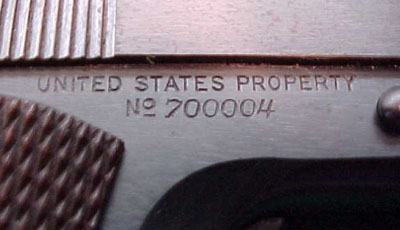 UNITED STATES PROPERTY
No 700004